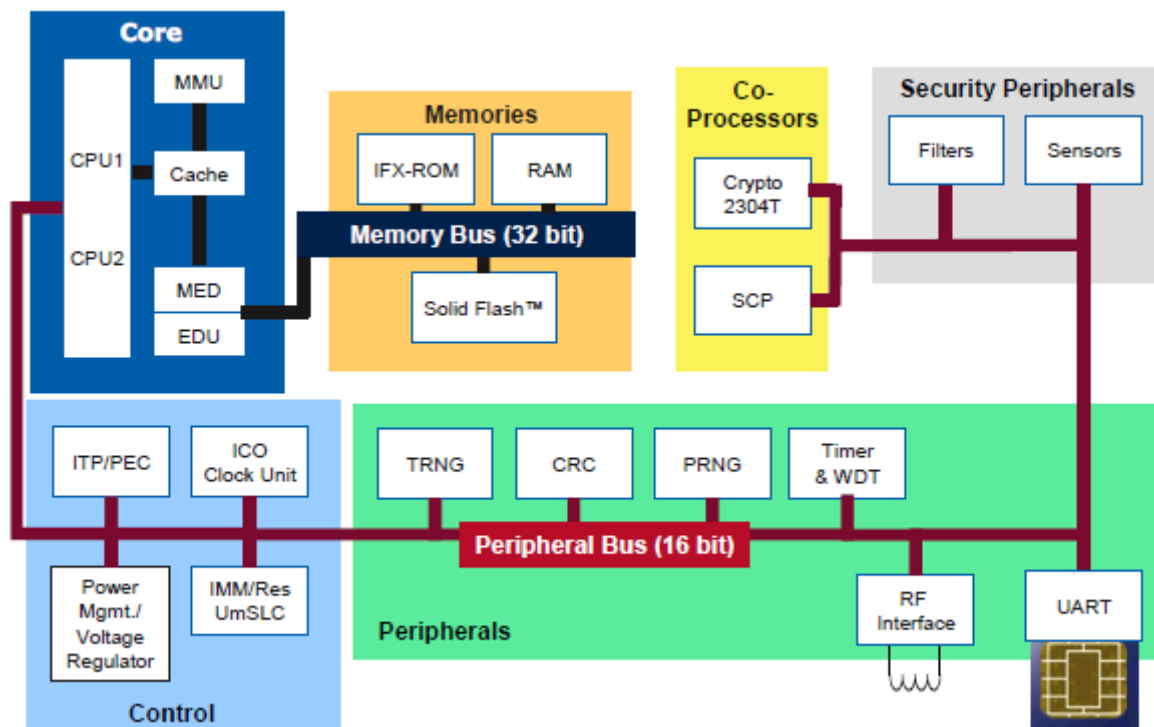 Core
MMU
CPU1
Cache
CPU2
MED
EDU
Memories
IFX-ROM
RAM
Memory Bus (32 bit)
Solid Flash™
Co-
Processors
Crypto
2304T
SCP
Security Peripherals
Filters
Sensors
ITP/PEC
ICO
Clock Unit
Power
Mgmt./
Voltage
Regulator
IMM/Res
UmSLC
Control
TRNG
CRC
PRNG
Timer
& WDT
Peripheral Bus (16 bit)
RF
Interface
UART
Peripherals